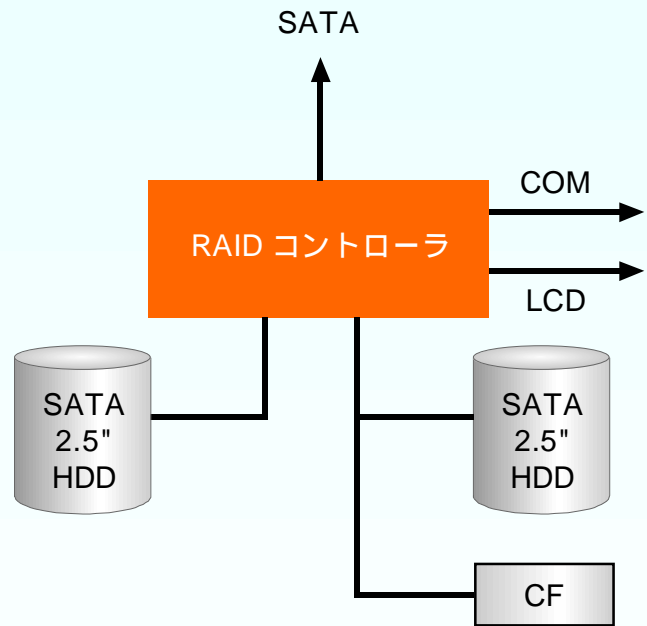 SATA
COM
RAID コントローラ
LCD
SATA
2.5"
HDD
SATA
2.5"
HDD
CF